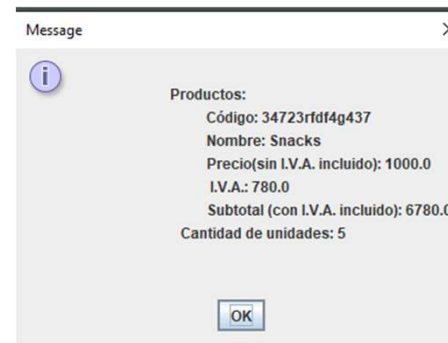 Message
Productos:
Código: 34723rfdf4g437
Nombre: Snacks
Precio(sin I.V.A. incluido): 1000.0
I.V.A.: 780.0
Subtotal (con I.V.A. incluido): 6780.0
Cantidad de unidades: 5
OK